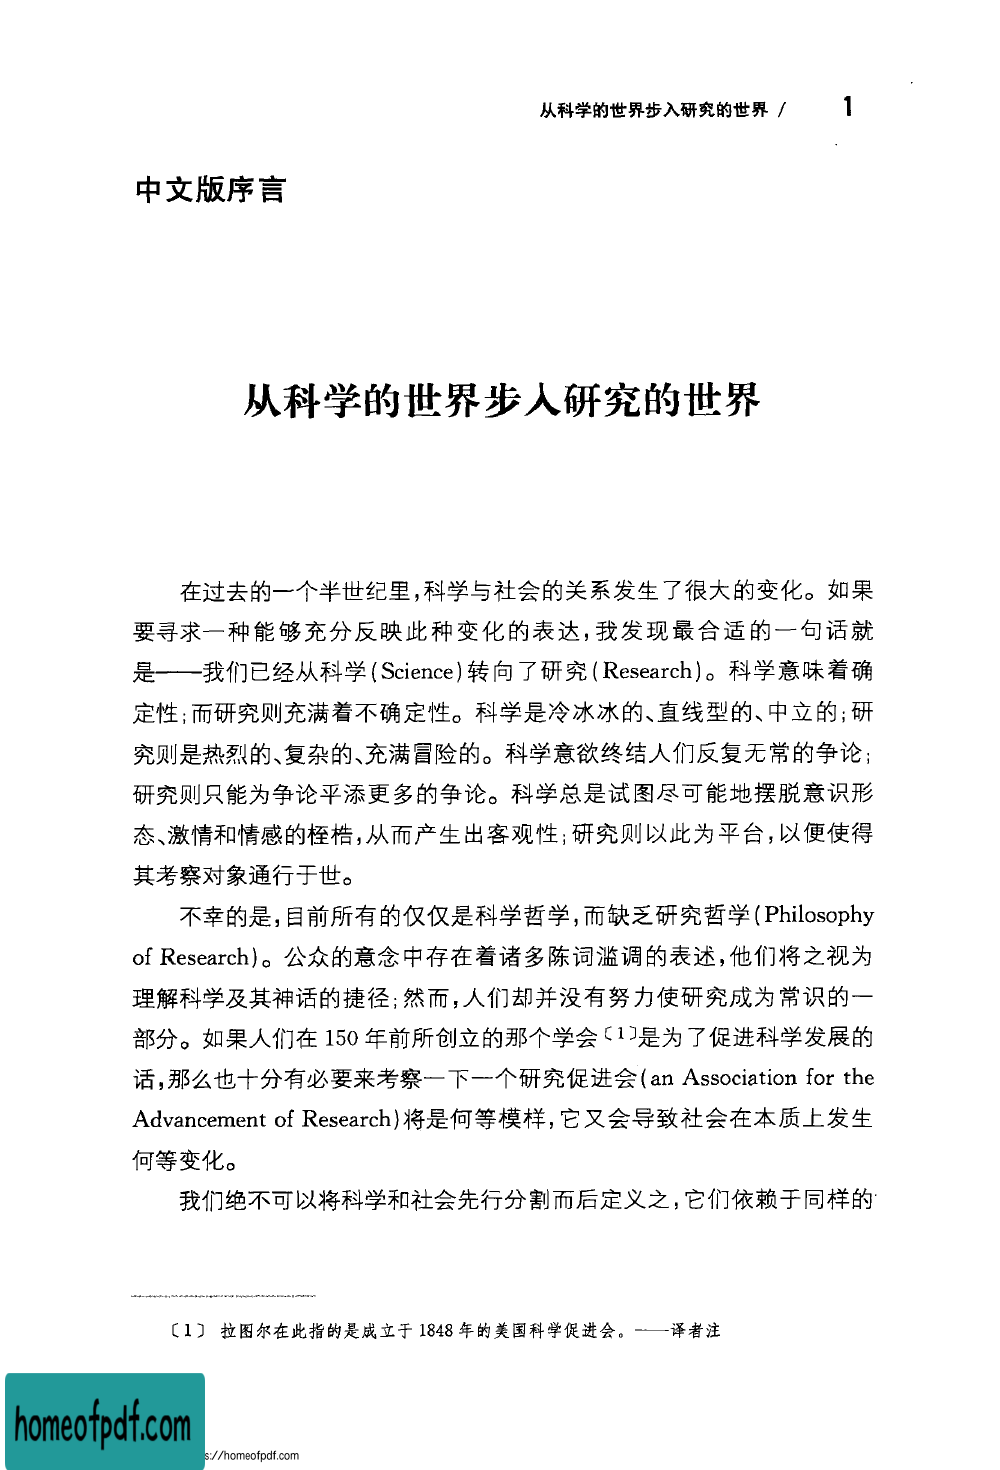 从科学的世界步入研究的世界 / 1
中文版序言
从科学的世界步入研究的世界
在过去的一个半世纪里,科学与社会的关系发生了很大的变化。如果
要寻求一种能够充分反映此种变化的表达,我发现最合适的一句话就
是——我们已经从科学(Science)转向了研究(Research)。科学意味着确
定性;而研究则充满着不确定性。科学是冷冰冰的、直线型的、中立的;研
究则是热烈的、复杂的、充满冒险的。科学意欲终结人们反复无常的争论;
研究则只能为争论平添更多的争论。科学总是试图尽可能地摆脱意识形
态、激情和情感的桎梏,从而产生出客观性;研究则以此为平台,以便使得
其考察对象通行于世。
不幸的是,目前所有的仅仅是科学哲学,而缺乏研究哲学(Philosophy
of Research)。公众的意念中存在着诸多陈词滥调的表述,他们将之视为
理解科学及其神话的捷径;然而,人们却并没有努力使研究成为常识的一
部分。如果人们在 150 年前所创立的那个学会〔1〕是为了促进科学发展的
话,那么也十分有必要来考察一下一个研究促进会(an Association for the
Advancement of Research)将是何等模样,它又会导致社会在本质上发生
何等变化。
我们绝不可以将科学和社会先行分割而后定义之,它们依赖于同样的
〔1〕 拉图尔在此指的是成立于 1848 年的美国科学促进会。——译者注
homeofpdf.com
s://homeofpdf.com